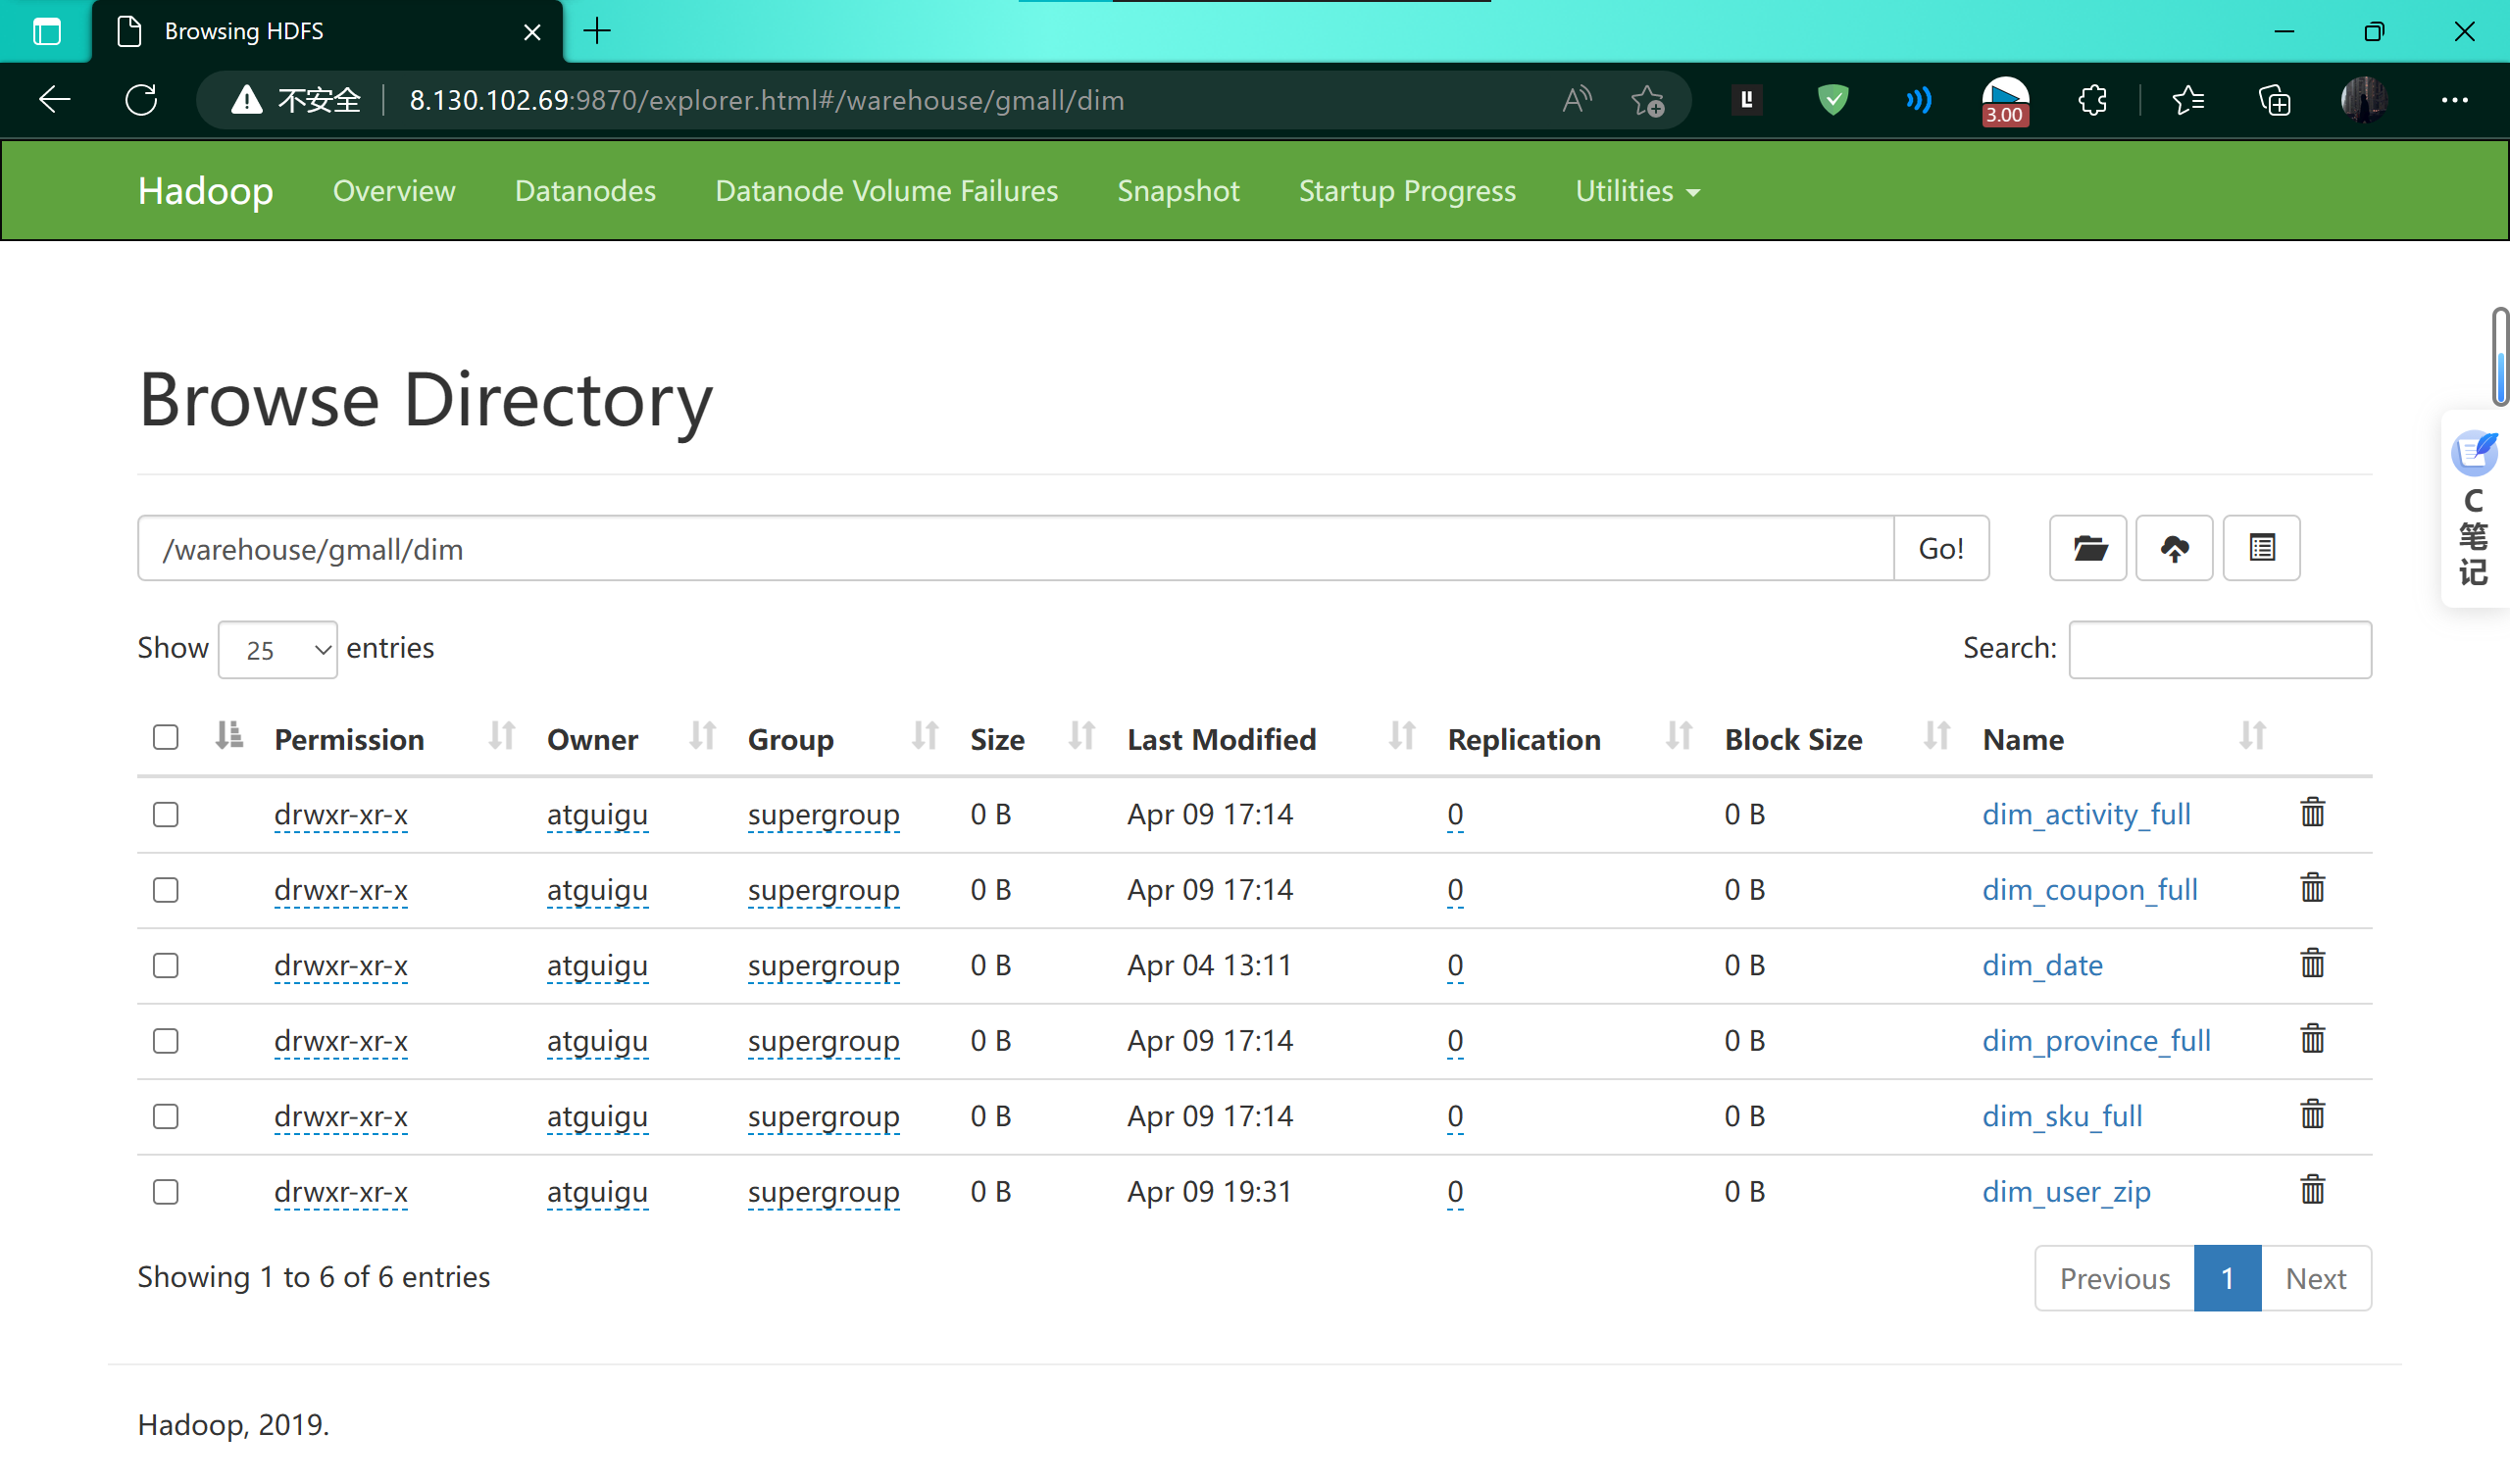 Browsing HDFS
不安全 8.130.102.69:9870/explorer.html#/warehouse/gmall/dim
3.00
Hadoop Overview Datanodes Datanode Volume Failures Snapshot Startup Progress Utilities
Browse Directory
/warehouse/gmall/dim Go!
C
笔
记
Show 25 entries Search:
Permission Owner Group Size Last Modified Replication Block Size Name
drwxr-xr-x atguigu supergroup 0 B Apr 09 17:14 0 0 B dim_activity_full
drwxr-xr-x atguigu supergroup 0 B Apr 09 17:14 0 0 B dim_coupon_full
drwxr-xr-x atguigu supergroup 0 B Apr 04 13:11 0 0 B dim_date
drwxr-xr-x atguigu supergroup 0 B Apr 09 17:14 0 0 B dim_province_full
drwxr-xr-x atguigu supergroup 0 B Apr 09 17:14 0 0 B dim_sku_full
drwxr-xr-x atguigu supergroup 0 B Apr 09 19:31 0 0 B dim_user_zip
Showing 1 to 6 of 6 entries Previous 1 Next
Hadoop, 2019.